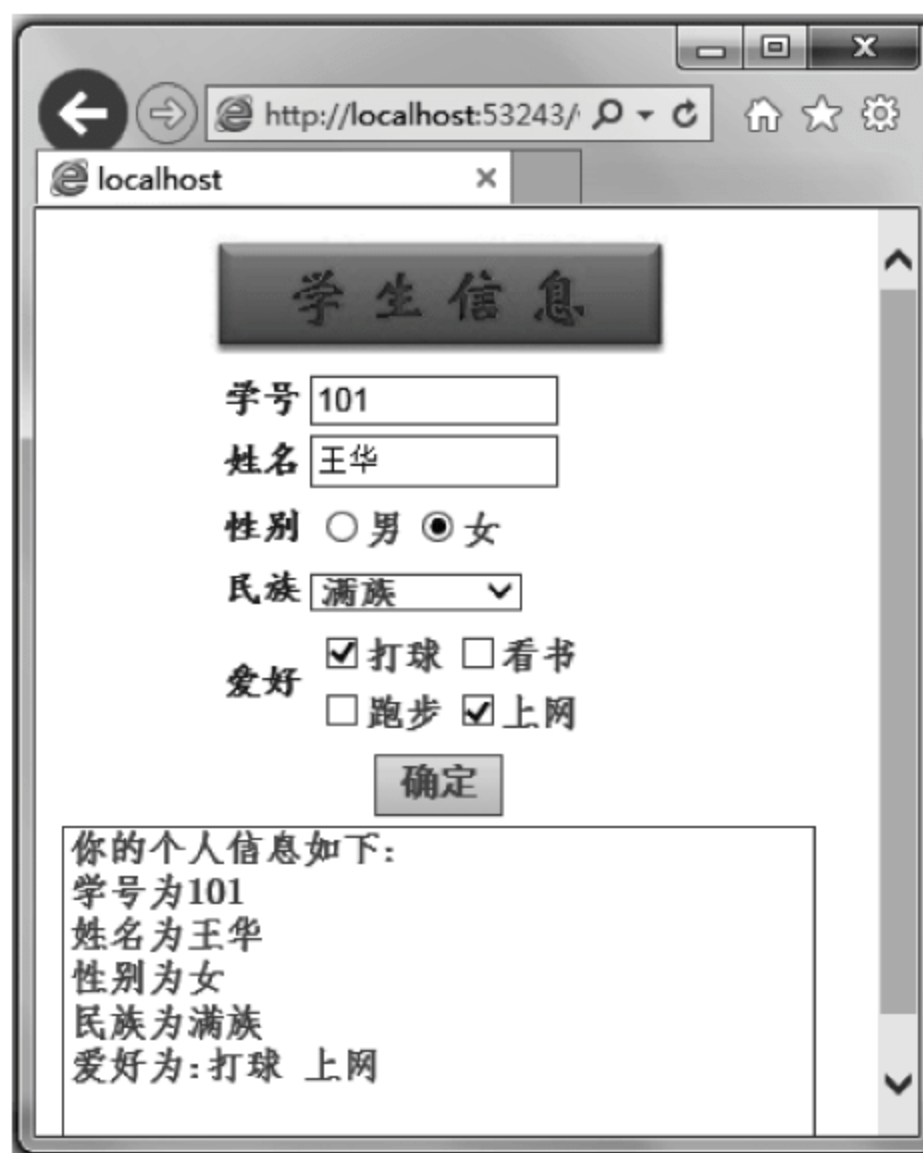 http://localhost:53243/
localhost
学生信息
学号 101
姓名 王华
性别 男 女
民族 满族
爱好 打球 看书
跑步 上网
确定
你的个人信息如下:
学号为101
姓名为王华
性别为女
民族为满族
爱好为:打球 上网